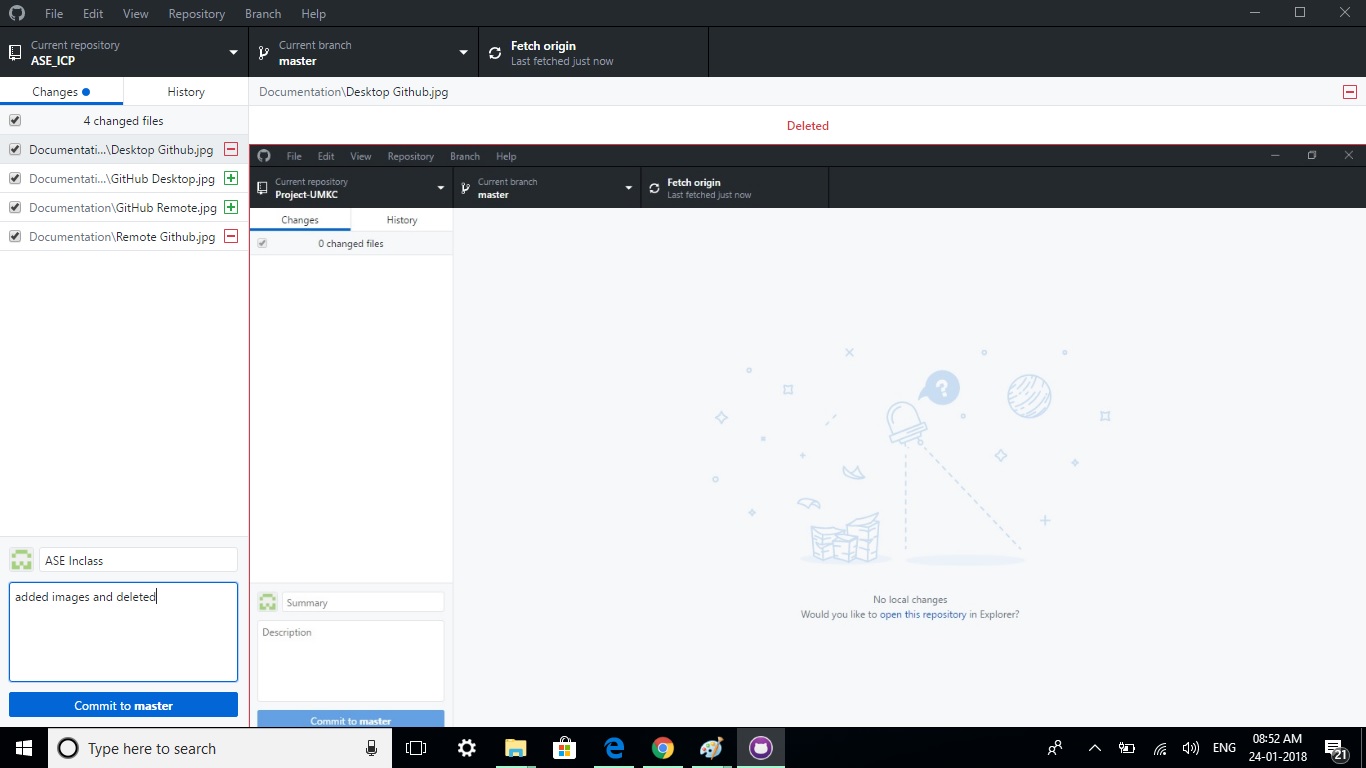 File Edit View Repository Branch Help
Current repository
ASE_ICP
Current branch
master
Fetch origin
Last fetched just now
Changes
History
Documentation\Desktop Github.jpg
4 changed files
Deleted
Documentati...\Desktop Github.jpg
Documentati...\GitHub Desktop.jpg
Documentation\GitHub Remote.jpg
Documentation\Remote Github.jpg
ASE Inclass
added images and deleted
Commit to master
File Edit View Repository Branch Help
Current repository
Project-UMKC
Current branch
master
Fetch origin
Last fetched just now
Changes
History
0 changed files
?
No local changes
Would you like to open this repository in Explorer?
Summary
Description
Commit to master
Type here to search
ENG
08:52 AM
24-01-2018
21